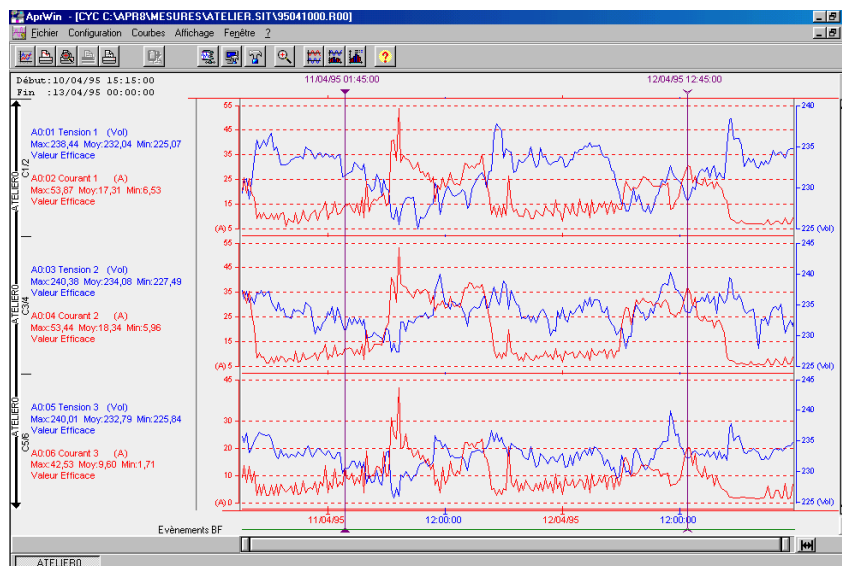 AprWin - [CYC C:\APR8\MESURES\ATELIER.SIT\95041000.R00]
Fichier Configuration Courbes Affichage Fenêtre ?
Début:10/04/95 15:15:00
Fin :13/04/95 00:00:00
11/04/95 01:45:00
12/04/95 12:45:00
ATELIER0
C1/2
A0:01 Tension 1 (Vol)
Max:238,44 Moy:232,04 Min:225,07
Valeur Efficace
A0:02 Courant 1 (A)
Max:53,87 Moy:17,31 Min:6,53
Valeur Efficace
55
45
35
25
15
(A) 5
240
235
230
225 (Vol)
ATELIER0
C3/4
A0:03 Tension 2 (Vol)
Max:240,38 Moy:234,08 Min:227,49
Valeur Efficace
A0:04 Courant 2 (A)
Max:53,44 Moy:18,34 Min:5,96
Valeur Efficace
55
45
35
25
15
(A) 5
245
240
235
230
225 (Vol)
ATELIER0
C5/6
A0:05 Tension 3 (Vol)
Max:240,01 Moy:232,79 Min:225,84
Valeur Efficace
A0:06 Courant 3 (A)
Max:42,53 Moy:9,60 Min:1,71
Valeur Efficace
45
30
20
10
(A) 0
245
240
235
230
225 (Vol)
11/04/95
12:00:00
12/04/95
12:00:00
Evènements BF
ATELIER0